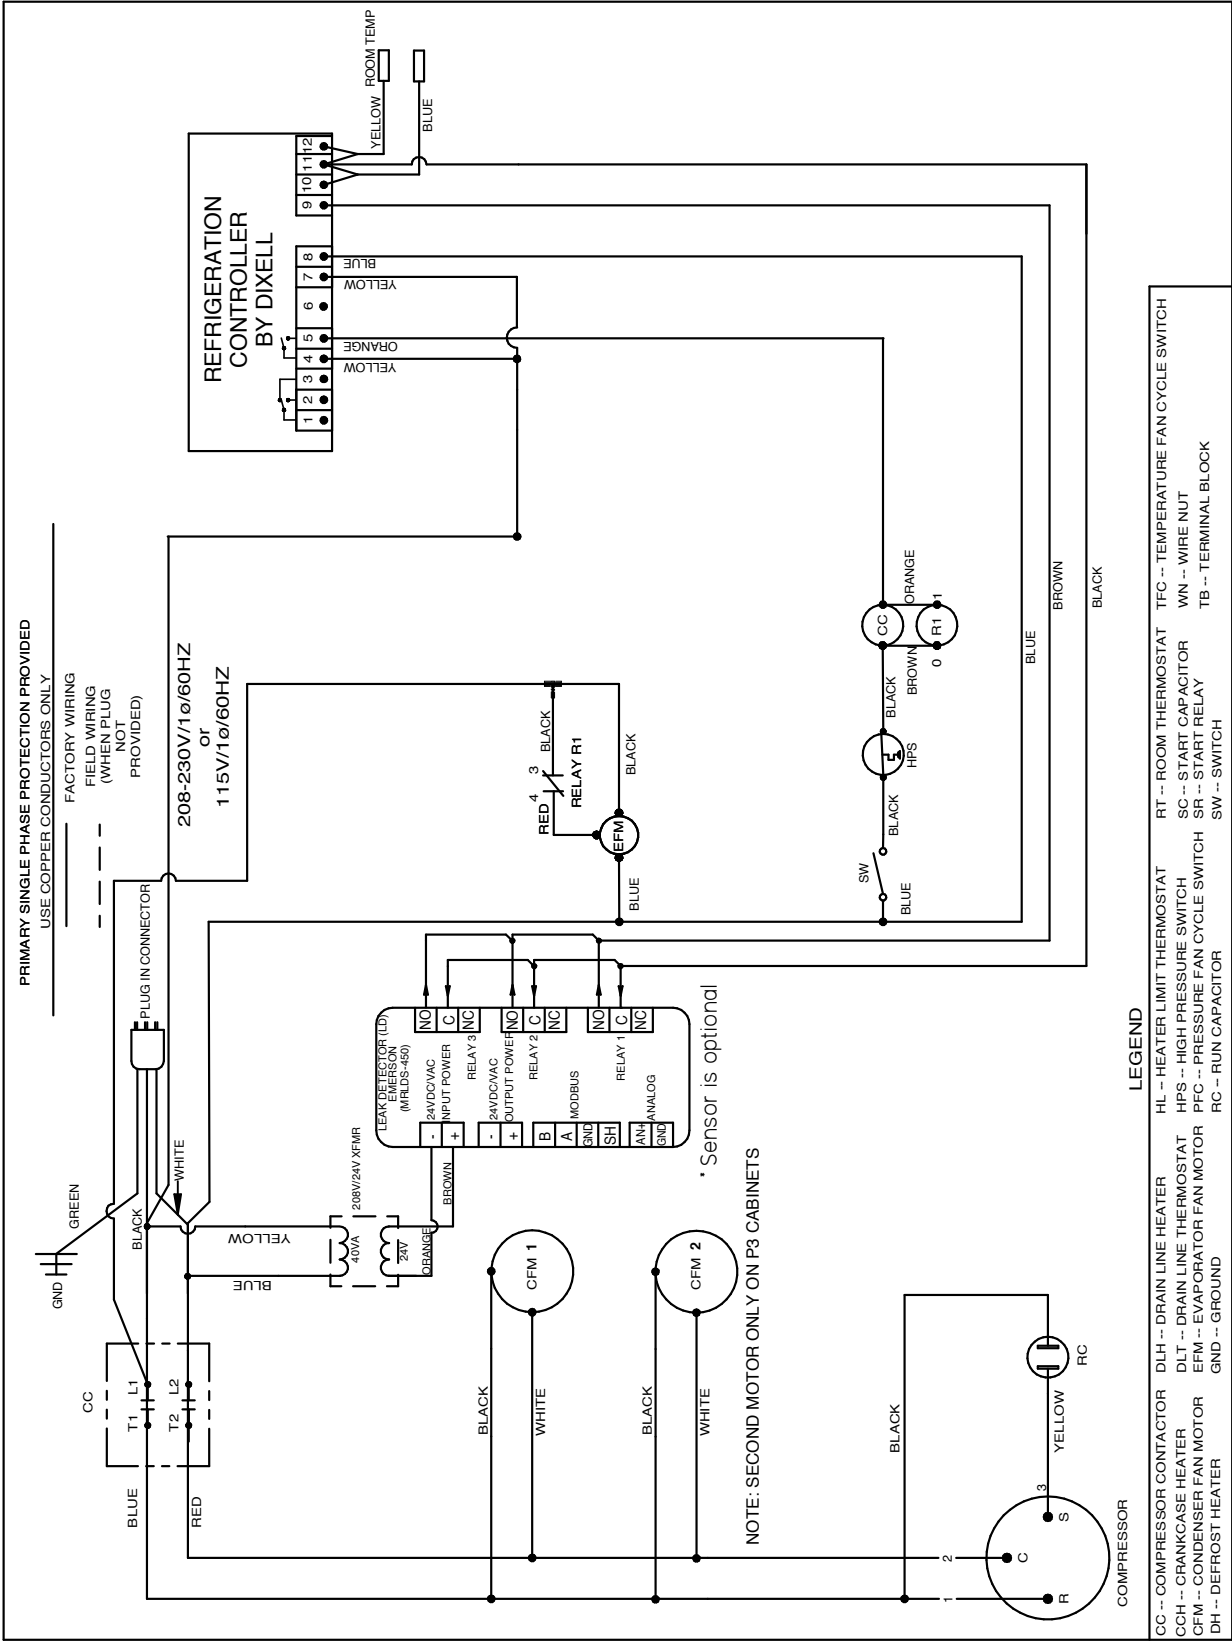 PRIMARY SINGLE PHASE PROTECTION PROVIDED
USE COPPER CONDUCTORS ONLY
FACTORY WIRING
FIELD WIRING
(WHEN PLUG
NOT
PROVIDED)
208-230V/1ø/60HZ
or
115V/1ø/60HZ
GND
GREEN
PLUG IN CONNECTOR
BLACK
WHITE
CC
T1 L1
T2 L2
BLUE
RED
YELLOW
BLUE
208V/24V XFMR
40VA
24V
ORANGE
BROWN
REFRIGERATION
CONTROLLER
BY DIXELL
1 2 3 4 5 6 7 8 9 10 11 12
YELLOW
ORANGE
YELLOW
BLUE
YELLOW
ROOM TEMP
BLUE
LEAK DETECTOR (LD)
EMERSON
(MRLDS-450)
24VDC/VAC
INPUT POWER
RELAY 3
24VDC/VAC
OUTPUT POWER
RELAY 2
MODBUS
RELAY 1
ANALOG
-
+
-
+
B
A
GND
SH
AN+
GND
NO
C
NC
NO
C
NC
NO
C
NC
* Sensor is optional
BLACK
RED 4 3
RELAY R1
EFM
BLACK
BLUE
CFM 1
BLACK
WHITE
CFM 2
BLACK
WHITE
NOTE: SECOND MOTOR ONLY ON P3 CABINETS
SW
BLUE
BLACK
HPS
BLACK
CC
BROWN
ORANGE
0 R1 1
BLUE
BROWN
BLACK
BLACK
RC
YELLOW
1
2
3
R
C
S
COMPRESSOR
LEGEND
CC -- COMPRESSOR CONTACTOR
CCH -- CRANKCASE HEATER
CFM -- CONDENSER FAN MOTOR
DH -- DEFROST HEATER
DLH -- DRAIN LINE HEATER
DLT -- DRAIN LINE THERMOSTAT
EFM -- EVAPORATOR FAN MOTOR
GND -- GROUND
HL -- HEATER LIMIT THERMOSTAT
HPS -- HIGH PRESSURE SWITCH
PFC -- PRESSURE FAN CYCLE SWITCH
RC -- RUN CAPACITOR
RT -- ROOM THERMOSTAT
SC -- START CAPACITOR
SR -- START RELAY
SW -- SWITCH
TFC -- TEMPERATURE FAN CYCLE SWITCH
WN -- WIRE NUT
TB -- TERMINAL BLOCK